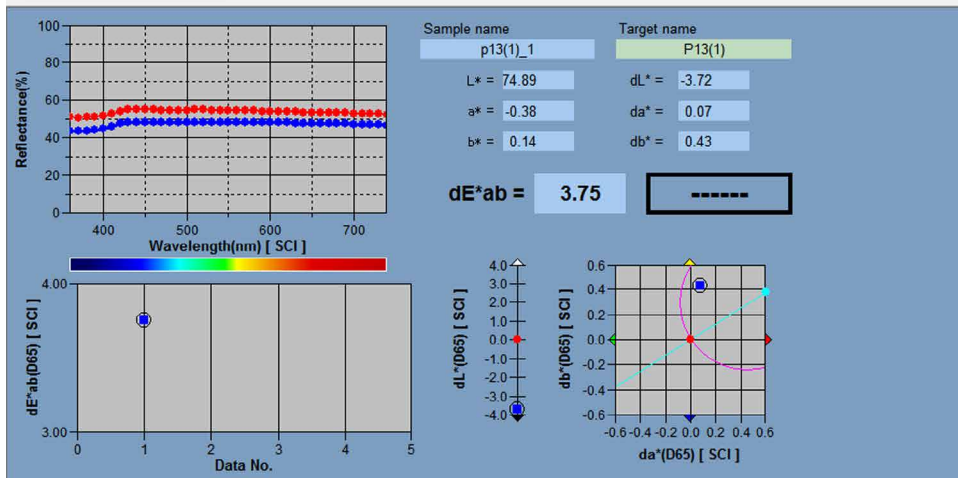 Sample name
Target name
p13(1)_1
P13(1)
L* = 74.89
dL* = -3.72
a* = -0.38
da* = 0.07
b* = 0.14
db* = 0.43
dE*ab = 3.75
------
Reflectance(%)
100
80
60
40
20
0
400 500 600 700
Wavelength(nm) [ SCI ]
dE*ab(D65) [ SCI ]
4.00
3.00
0 1 2 3 4 5
Data No.
dL*(D65) [ SCI ]
4.0
3.0
2.0
1.0
0.0
-1.0
-2.0
-3.0
-4.0
db*(D65) [ SCI ]
0.6
0.4
0.2
0.0
-0.2
-0.4
-0.6
-0.6 -0.4 -0.2 0.0 0.2 0.4 0.6
da*(D65) [ SCI ]